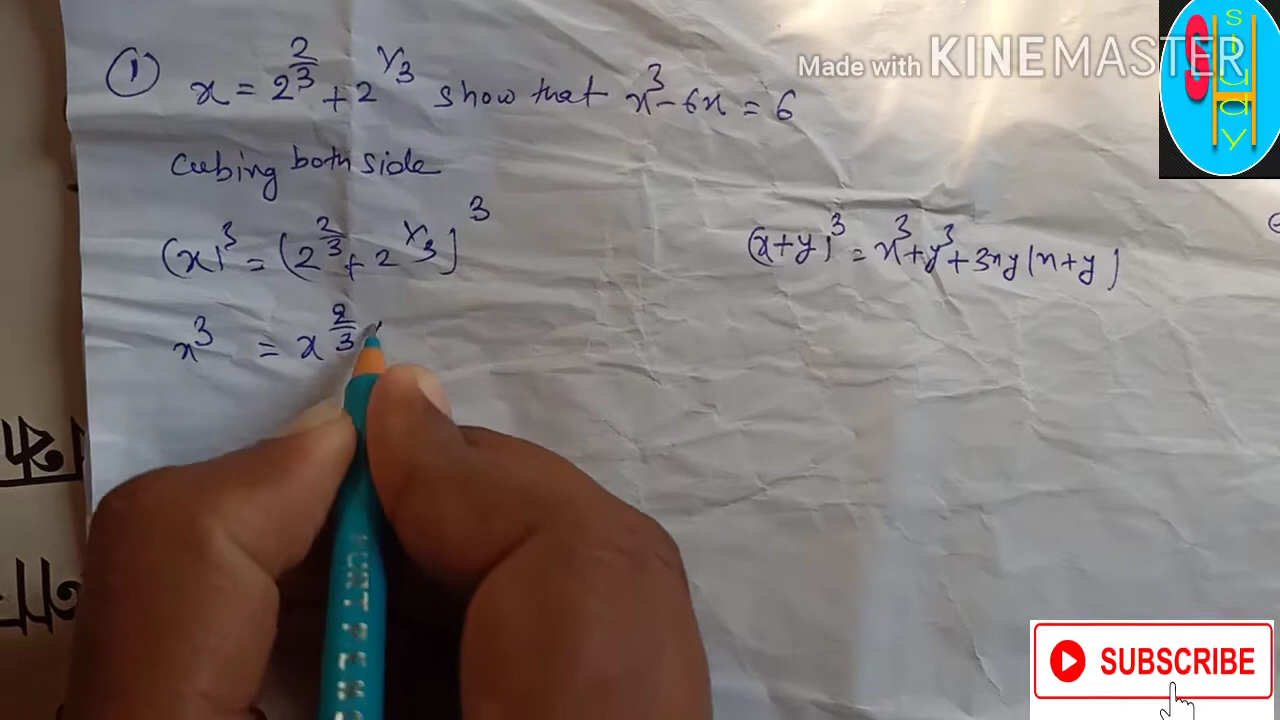 Made with KINEMASTER
Study
① x = 2^(2/3) + 2^(1/3) show that x³ - 6x = 6
Cubing both side
(x)³ = (2^(2/3) + 2^(1/3))³
(x+y)³ = x³+y³+3xy(x+y)
x³ = x^(2/3)
SUBSCRIBE